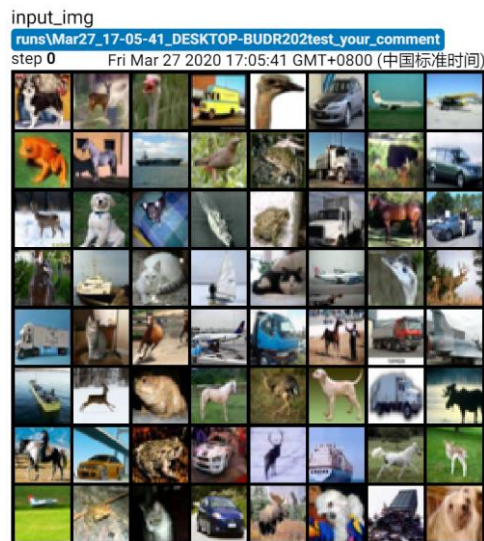 input_img
runs\Mar27_17-05-41_DESKTOP-BUDR202test_your_comment
step 0 Fri Mar 27 2020 17:05:41 GMT+0800 (中国标准时间)